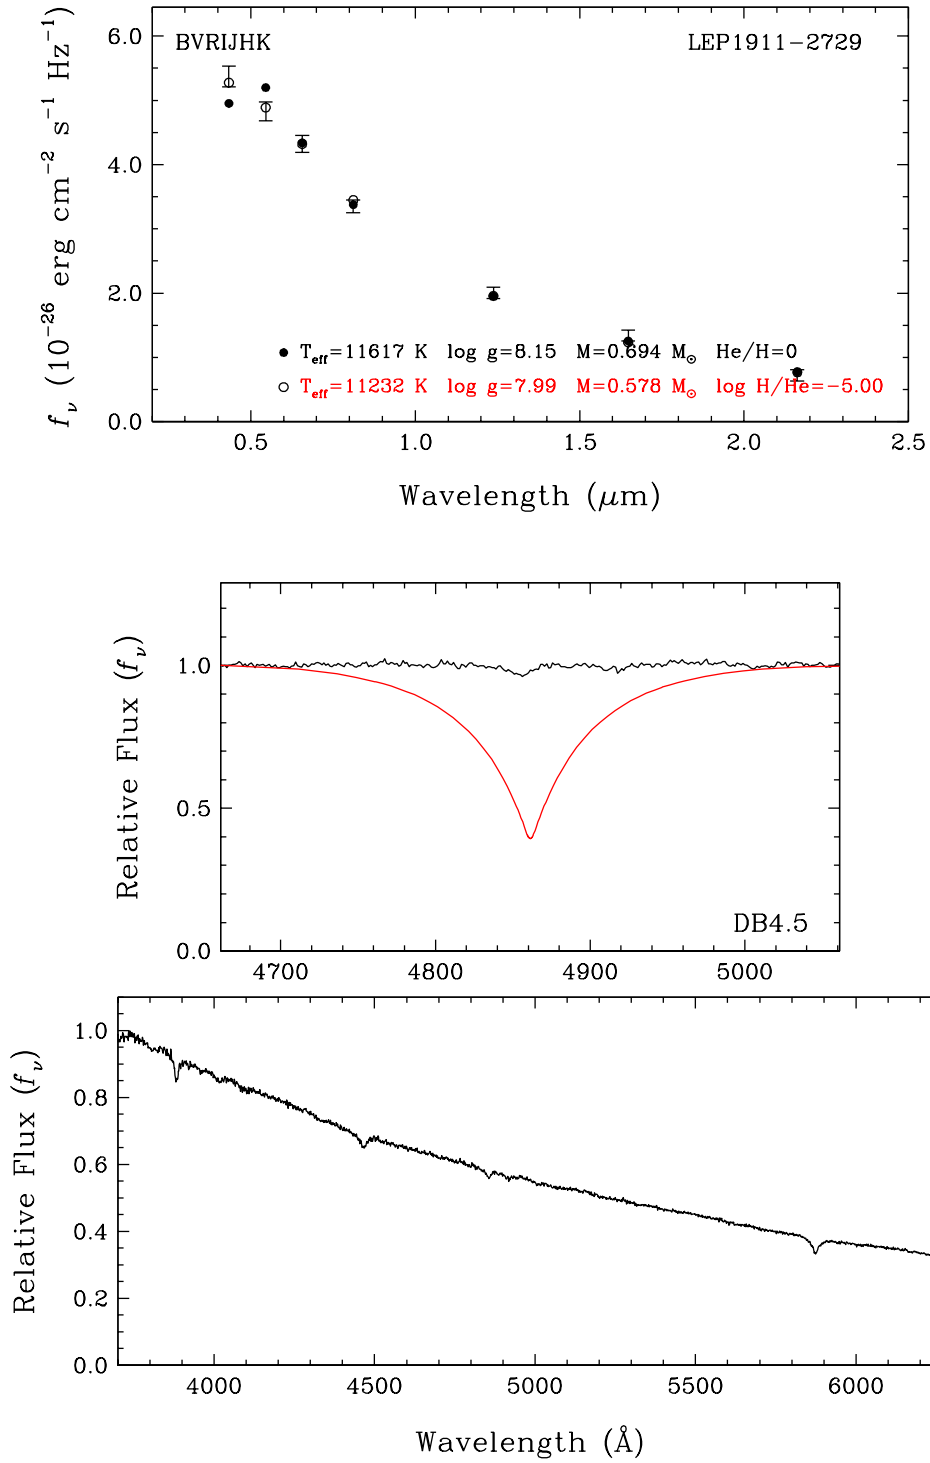 BVRIJHK LEP1911−2729
6.0
4.0
2.0
0.0
f_ν (10^−26 erg cm^−2 s^−1 Hz^−1)
● T_eff=11617 K log g=8.15 M=0.694 M_⊙ He/H=0
○ T_eff=11232 K log g=7.99 M=0.578 M_⊙ log H/He=−5.00
0.5 1.0 1.5 2.0 2.5
Wavelength (μm)
1.0
0.5
0.0
Relative Flux (f_ν)
DB4.5
4700 4800 4900 5000
1.0
0.8
0.6
0.4
0.2
0.0
Relative Flux (f_ν)
4000 4500 5000 5500 6000
Wavelength (Å)